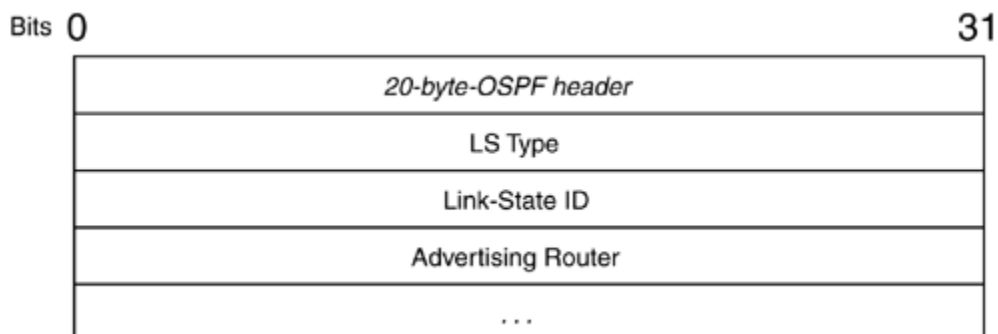 Bits 0 31
20-byte-OSPF header
LS Type
Link-State ID
Advertising Router
...